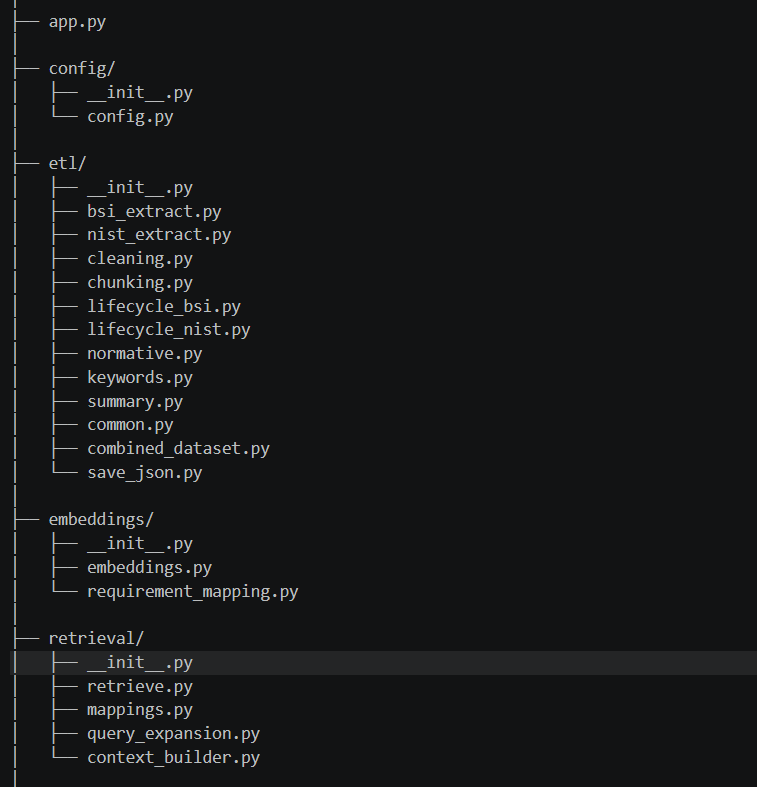 ├── app.py
│
├── config/
│   ├── __init__.py
│   └── config.py
│
├── etl/
│   ├── __init__.py
│   ├── bsi_extract.py
│   ├── nist_extract.py
│   ├── cleaning.py
│   ├── chunking.py
│   ├── lifecycle_bsi.py
│   ├── lifecycle_nist.py
│   ├── normative.py
│   ├── keywords.py
│   ├── summary.py
│   ├── common.py
│   ├── combined_dataset.py
│   └── save_json.py
│
├── embeddings/
│   ├── __init__.py
│   ├── embeddings.py
│   └── requirement_mapping.py
│
├── retrieval/
│   ├── __init__.py
│   ├── retrieve.py
│   ├── mappings.py
│   ├── query_expansion.py
│   └── context_builder.py
│